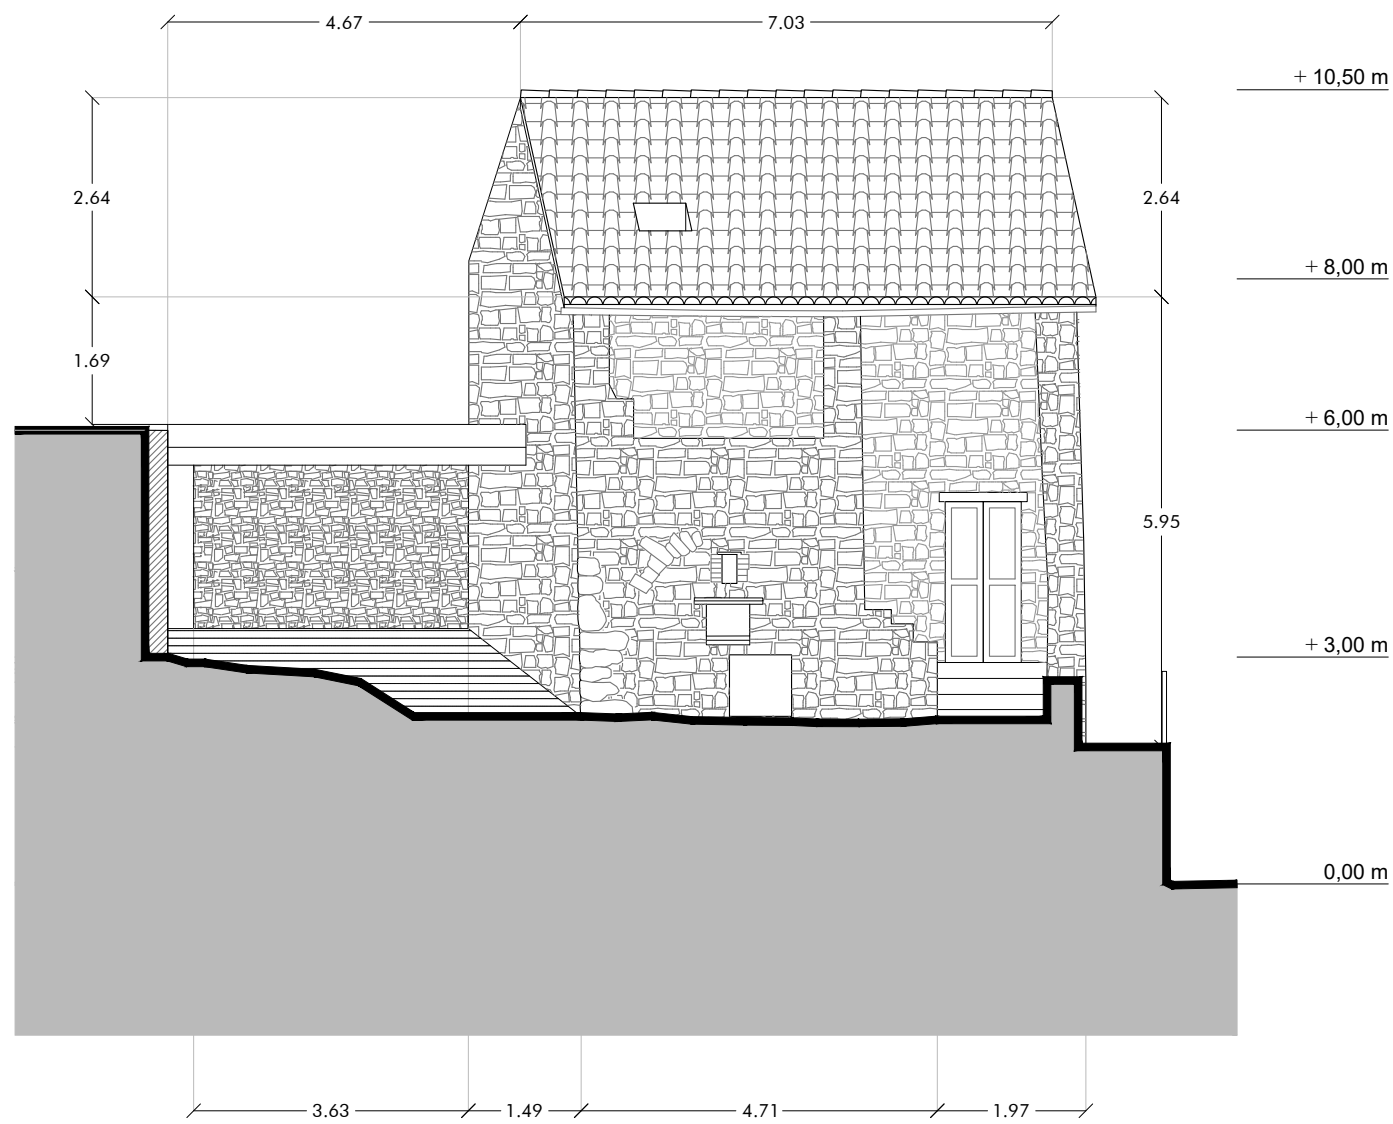 4.67
7.03
+ 10,50 m
2.64
2.64
+ 8,00 m
1.69
+ 6,00 m
5.95
+ 3,00 m
0,00 m
3.63
1.49
4.71
1.97